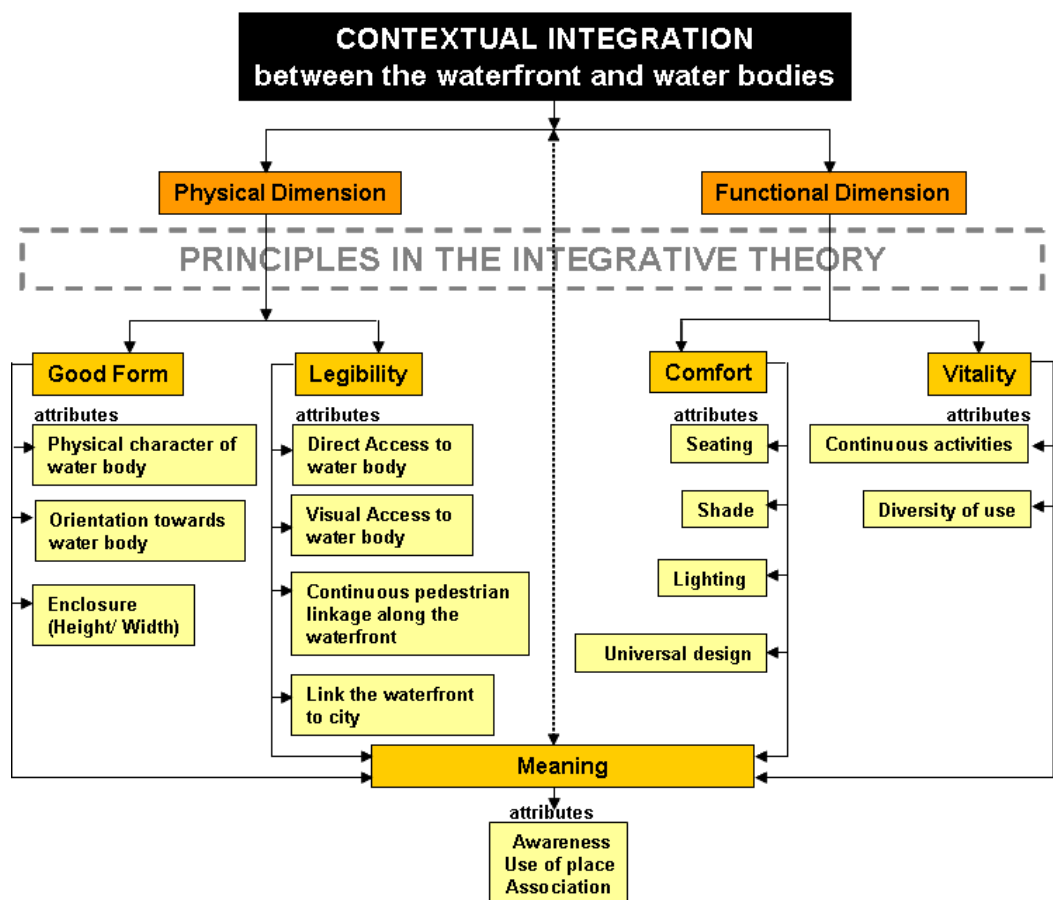 CONTEXTUAL INTEGRATION
between the waterfront and water bodies
Physical Dimension
Functional Dimension
PRINCIPLES IN THE INTEGRATIVE THEORY
Good Form
attributes
Physical character of
water body
Orientation towards
water body
Enclosure
(Height/ Width)
Legibility
attributes
Direct Access to
water body
Visual Access to
water body
Continuous pedestrian
linkage along the
waterfront
Link the waterfront
to city
Comfort
attributes
Seating
Shade
Lighting
Universal design
Vitality
attributes
Continuous activities
Diversity of use
Meaning
attributes
Awareness
Use of place
Association